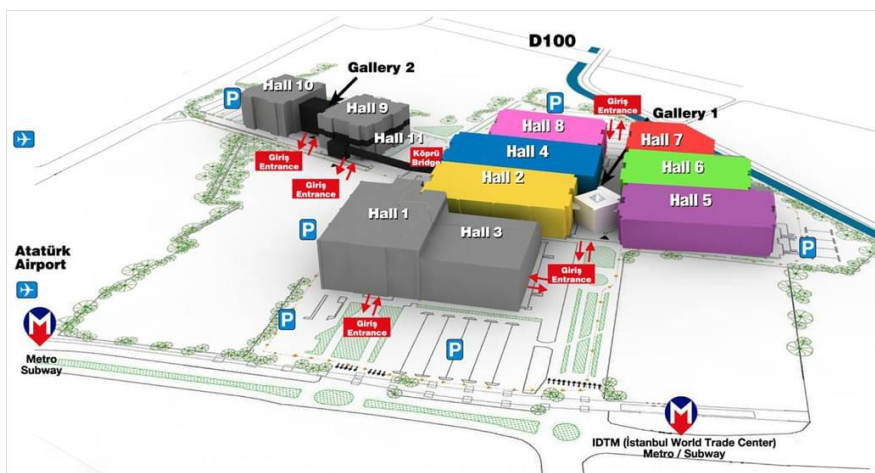 D100
Gallery 2
Hall 10
P
Hall 9
P
Giriş
Entrance
Gallery 1
Hall 11
Hall 8
Hall 7
Giriş
Entrance
Köprü
Bridge
Hall 4
Hall 6
Giriş
Entrance
Hall 2
Hall 5
Hall 1
P
Hall 3
P
Atatürk
Airport
Giriş
Entrance
P
Giriş
Entrance
M
P
Metro
Subway
M
IDTM (İstanbul World Trade Center)
Metro / Subway